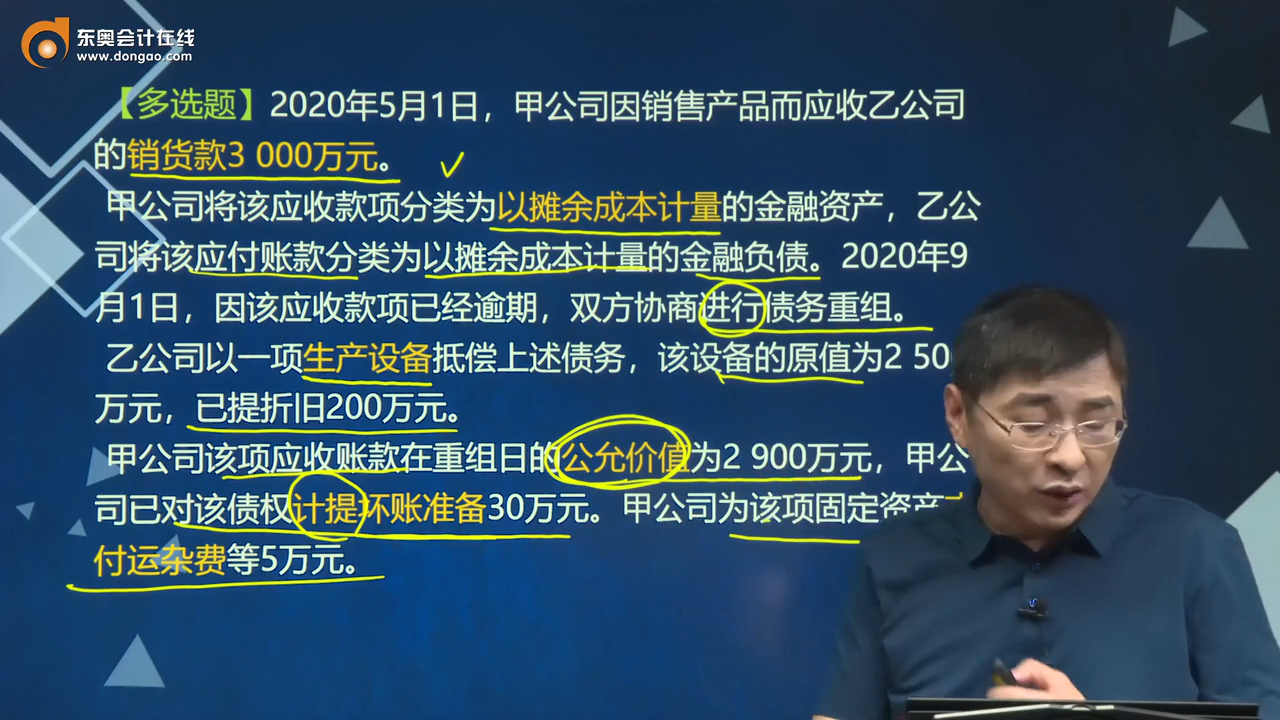 东奥会计在线
www.dongao.com
【多选题】2020年5月1日，甲公司因销售产品而应收乙公司
的销货款3 000万元。
甲公司将该应收款项分类为以摊余成本计量的金融资产，乙公
司将该应付账款分类为以摊余成本计量的金融负债。2020年9
月1日，因该应收款项已经逾期，双方协商进行债务重组。
乙公司以一项生产设备抵偿上述债务，该设备的原值为2 50
万元，已提折旧200万元。
甲公司该项应收账款在重组日的公允价值为2 900万元，甲公
司已对该债权计提坏账准备30万元。甲公司为该项固定资产
付运杂费等5万元。